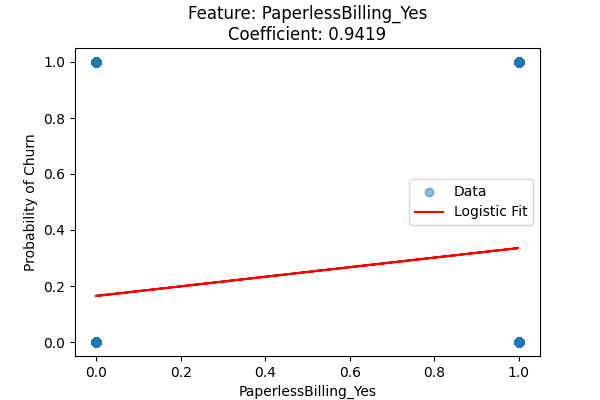 Feature: PaperlessBilling_Yes
Coefficient: 0.9419
1.0
0.8
0.6
0.4
0.2
0.0
Probability of Churn
Data
Logistic Fit
0.0 0.2 0.4 0.6 0.8 1.0
PaperlessBilling_Yes